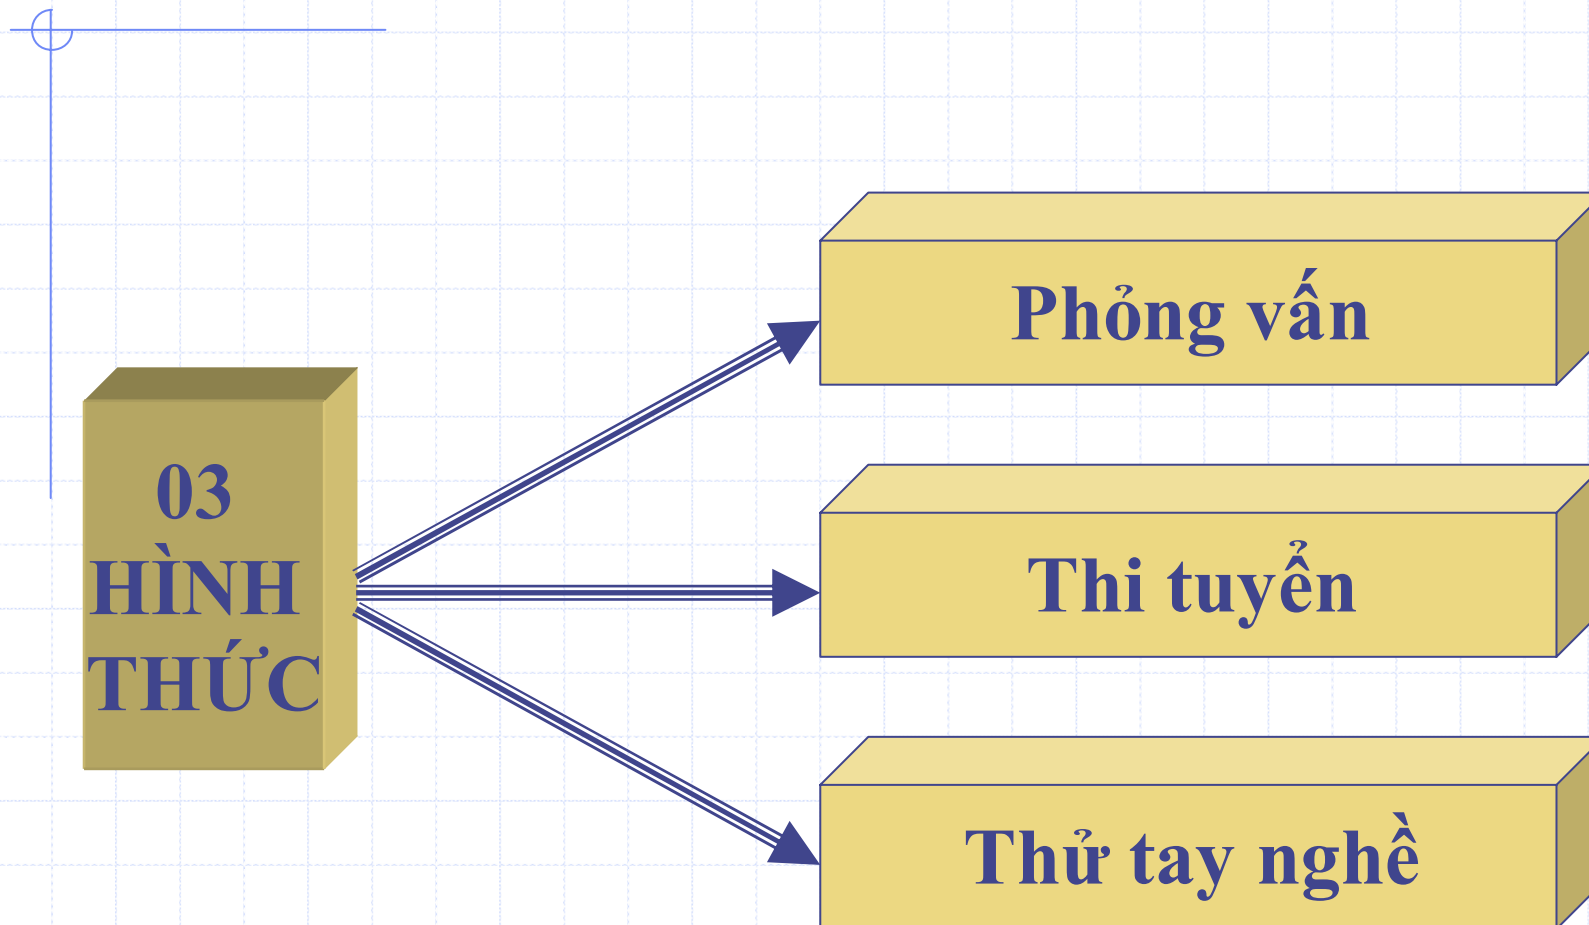 03
HÌNH
THỨC
Phỏng vấn
Thi tuyển
Thử tay nghề